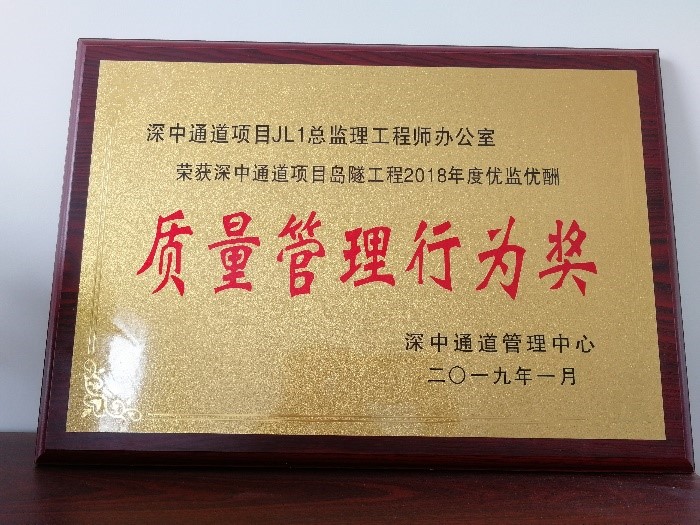 深中通道项目JL1总监理工程师办公室
荣获深中通道项目岛隧工程2018年度优监优酬
质量管理行为奖
深中通道管理中心
二〇一九年一月